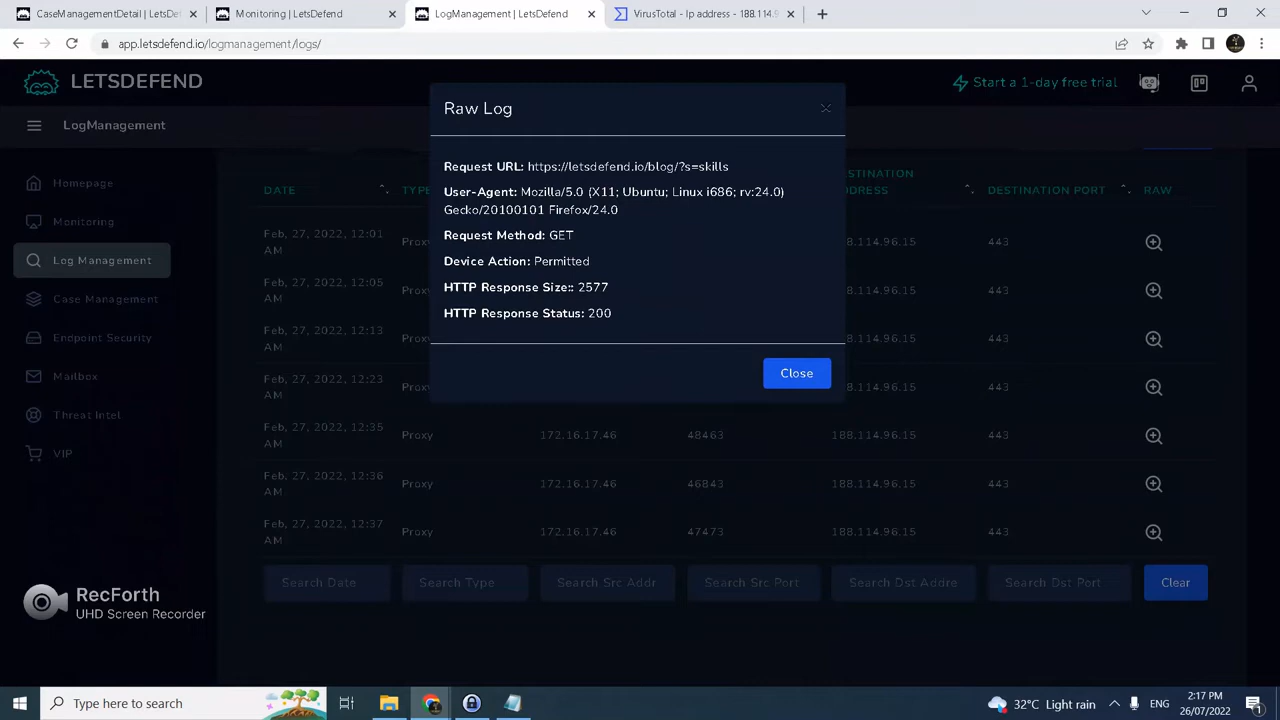 CaseManagementDetail | LetsDef
Monitoring | LetsDefend
LogManagement | LetsDefend
VirusTotal - Ip address - 188.114.9
app.letsdefend.io/logmanagement/logs/
LETSDEFEND
Start a 1-day free trial
LogManagement
Homepage
Monitoring
Log Management
Case Management
Endpoint Security
Mailbox
Threat Intel
VIP
Raw Log
Request URL: https://letsdefend.io/blog/?s=skills
User-Agent: Mozilla/5.0 (X11; Ubuntu; Linux i686; rv:24.0)
Gecko/20100101 Firefox/24.0
Request Method: GET
Device Action: Permitted
HTTP Response Size:: 2577
HTTP Response Status: 200
Close
DATE DESTINATION PORT RAW
Feb, 27, 2022, 12:01
AM
443
Feb, 27, 2022, 12:05
AM
443
Feb, 27, 2022, 12:13
AM
443
Feb, 27, 2022, 12:23
AM
443
Feb, 27, 2022, 12:35
AM
Proxy 172.16.17.46 48463 188.114.96.15 443
Feb, 27, 2022, 12:36
AM
Proxy 172.16.17.46 46843 188.114.96.15 443
Feb, 27, 2022, 12:37
AM
Proxy 172.16.17.46 47473 188.114.96.15 443
Search Date Search Type Search Src Addr Search Src Port Search Dst Addre Search Dst Port Clear
RecForth
UHD Screen Recorder
Type here to search
32°C Light rain
ENG
2:17 PM
26/07/2022
1